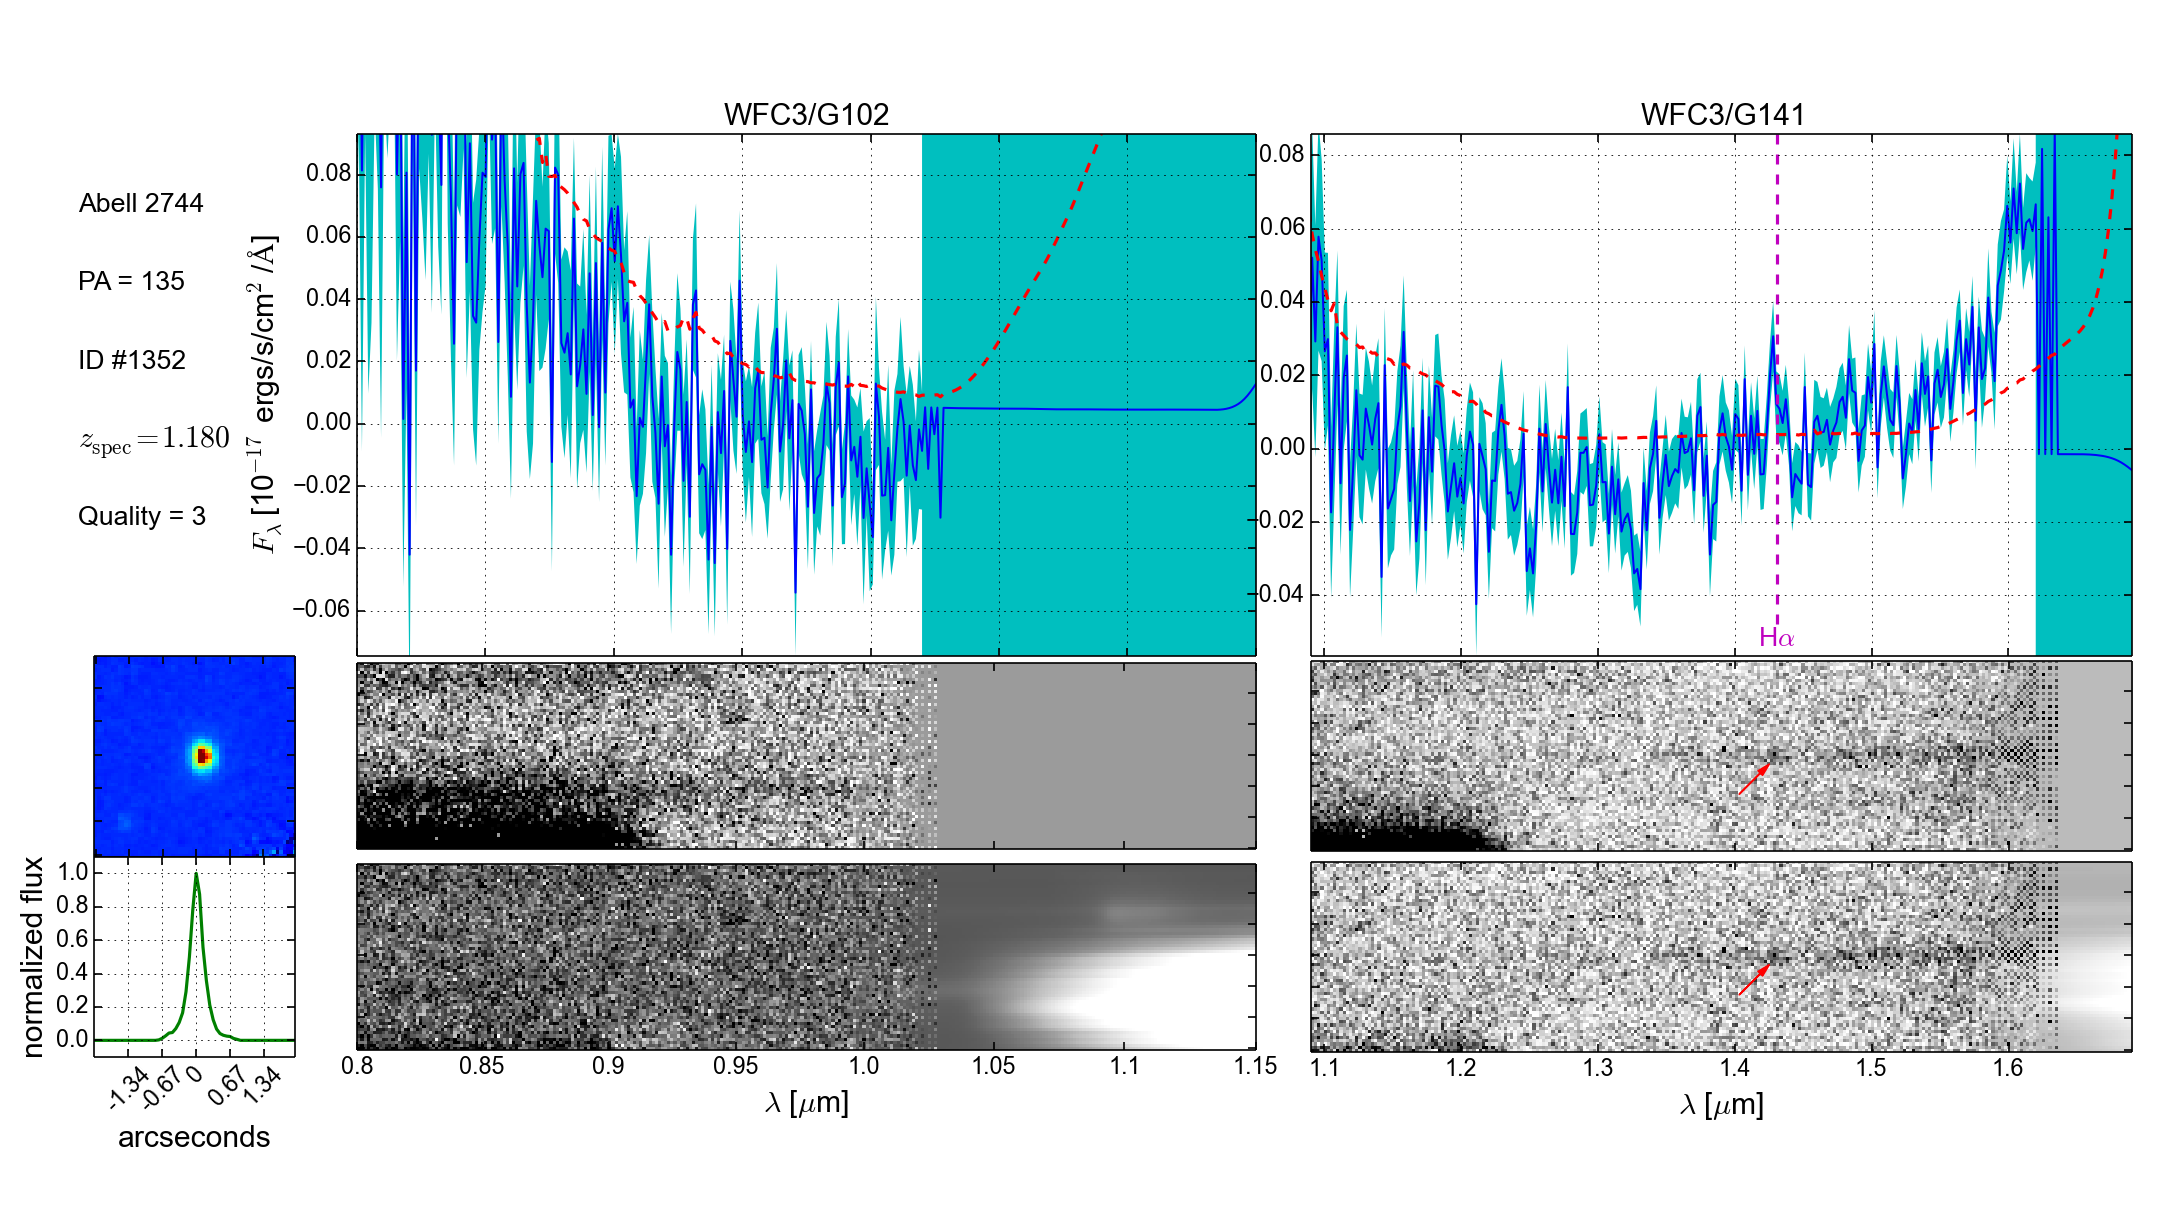 WFC3/G102
WFC3/G141
Abell 2744
PA = 135
ID #1352
z_spec = 1.180
Quality = 3
F_λ [10^−17 ergs/s/cm^2 /Å]
0.08
0.06
0.04
0.02
0.00
−0.02
−0.04
−0.06
0.08
0.06
0.04
0.02
0.00
0.02
0.04
Hα
normalized flux
1.0
0.8
0.6
0.4
0.2
0.0
-1.34 -0.67 0 0.67 1.34
arcseconds
0.8 0.85 0.9 0.95 1.0 1.05 1.1 1.15
λ [μm]
1.1 1.2 1.3 1.4 1.5 1.6
λ [μm]